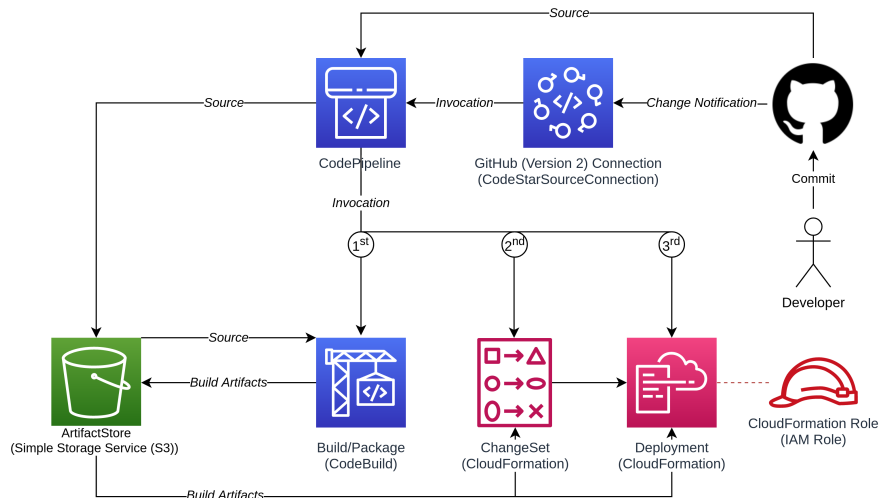 Source
Source
Invocation
Change Notification
CodePipeline
GitHub (Version 2) Connection
(CodeStarSourceConnection)
Commit
Invocation
1st
2nd
3rd
Developer
Source
</>
</>
</>
Build Artifacts
ArtifactStore
(Simple Storage Service (S3))
Build/Package
(CodeBuild)
ChangeSet
(CloudFormation)
Deployment
(CloudFormation)
CloudFormation Role
(IAM Role)
Build Artifacts